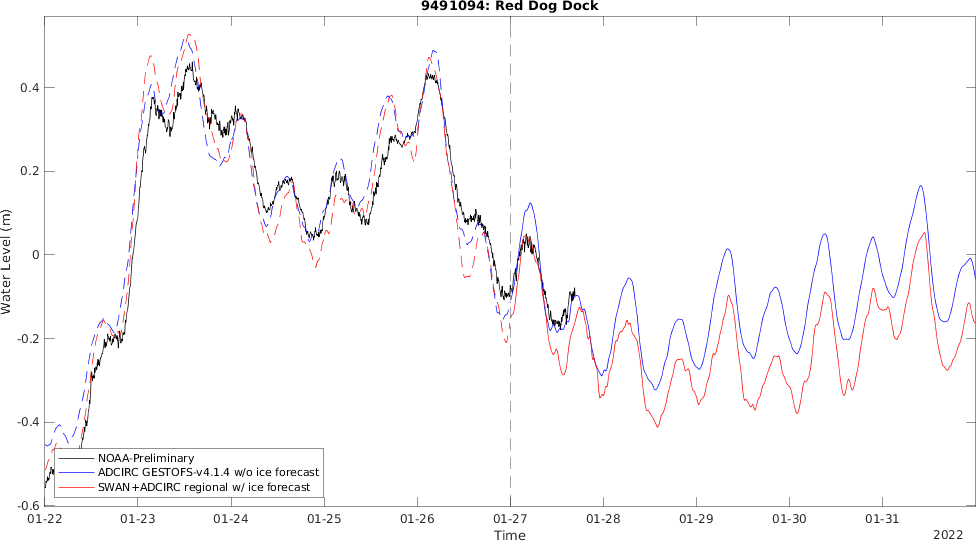 9491094: Red Dog Dock
Water Level (m)
0.4
0.2
0
-0.2
-0.4
-0.6
NOAA-Preliminary
ADCIRC GESTOFS-v4.1.4 w/o ice forecast
SWAN+ADCIRC regional w/ ice forecast
01-22 01-23 01-24 01-25 01-26 01-27 01-28 01-29 01-30 01-31
Time
2022